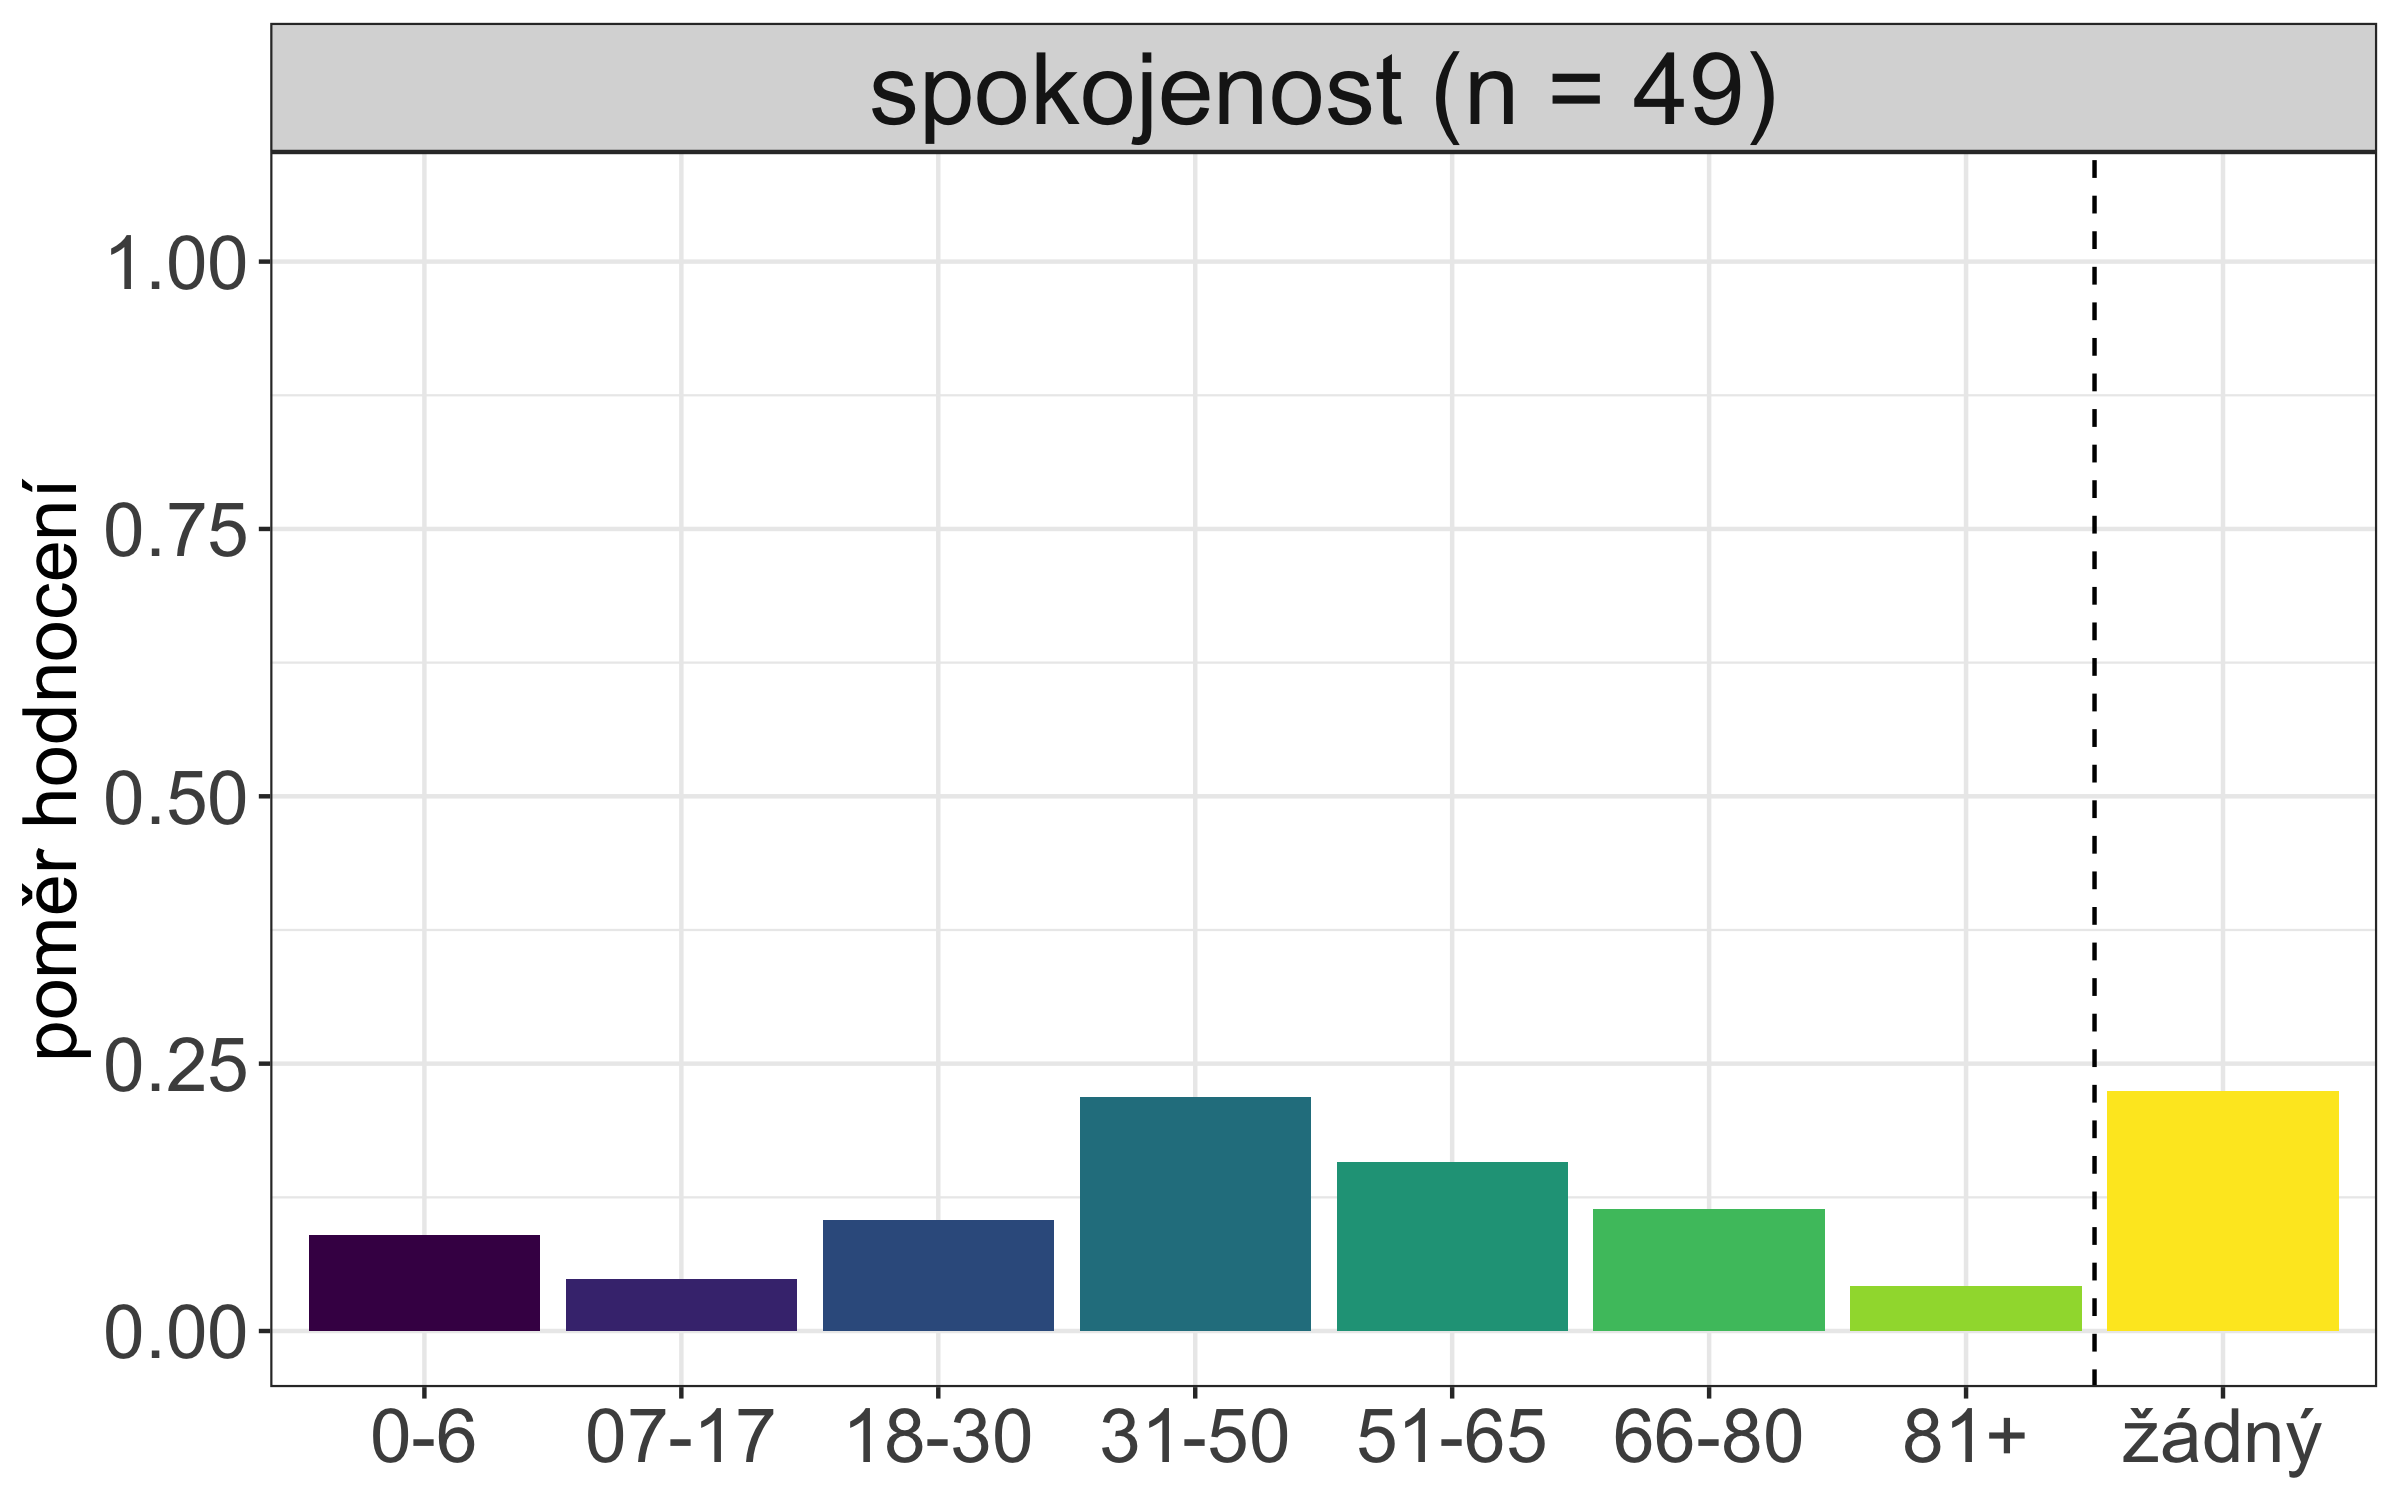 spokojenost (n = 49)
poměr hodnocení
1.00
0.75
0.50
0.25
0.00
0-6 07-17 18-30 31-50 51-65 66-80 81+ žádný